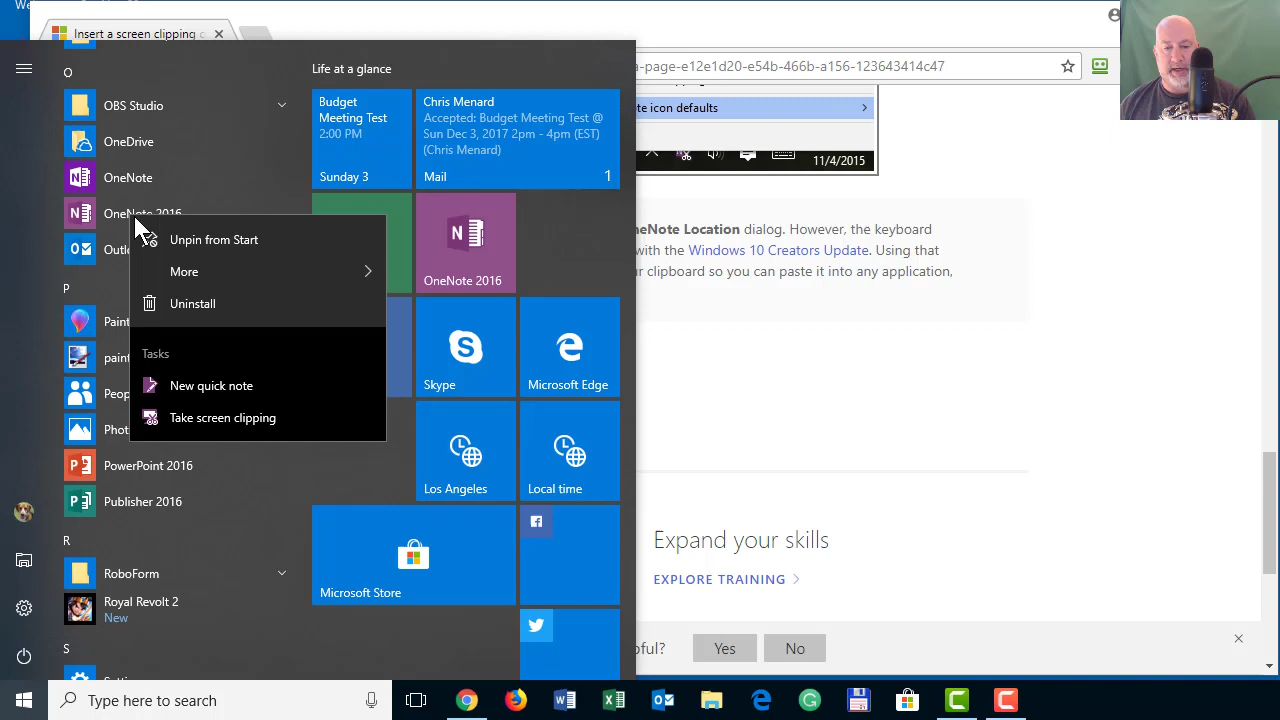 Insert a screen clipping
a-page-e12e1d20-e54b-466b-a156-123643414c47
O
OBS Studio
OneDrive
OneNote
OneNote 2016
P
PowerPoint 2016
Publisher 2016
R
RoboForm
Royal Revolt 2
New
S
Unpin from Start
More
Uninstall
Tasks
New quick note
Take screen clipping
Life at a glance
Budget
Meeting Test
2:00 PM
Sunday 3
Chris Menard
Accepted: Budget Meeting Test @
Sun Dec 3, 2017 2pm - 4pm (EST)
(Chris Menard)
Mail 1
OneNote 2016
Skype
Microsoft Edge
Los Angeles
Local time
Microsoft Store
te icon defaults
11/4/2015
neNote Location dialog. However, the keyboard
with the Windows 10 Creators Update. Using that
ur clipboard so you can paste it into any application,
Expand your skills
EXPLORE TRAINING
pful?
Yes
No
Type here to search